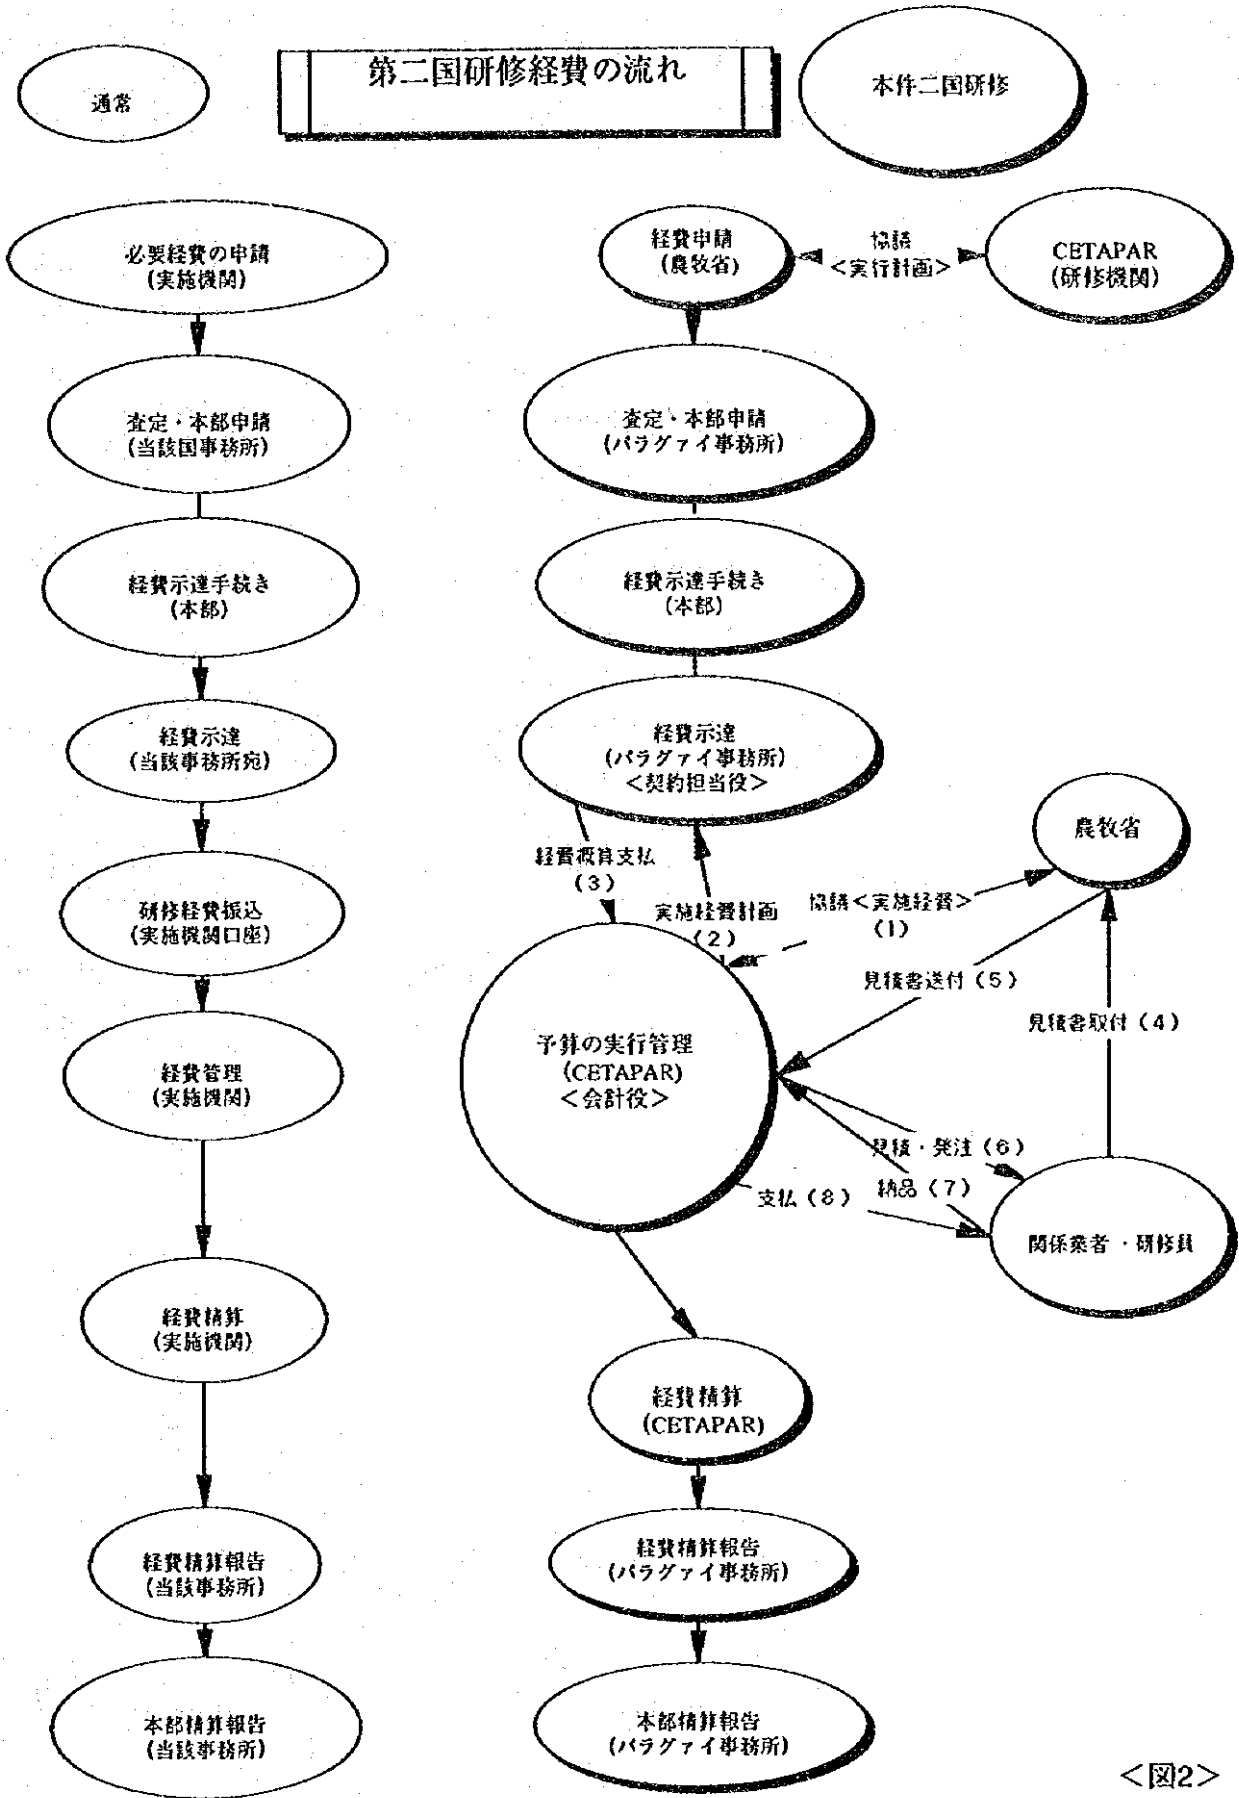 通常
第二国研修経費の流れ
本件二国研修
必要経費の申請
(実施機関)
査定・本部申請
(当該国事務所)
経費示達手続き
(本部)
経費示達
(当該事務所宛)
研修経費振込
(実施機関口座)
経費管理
(実施機関)
経費精算
(実施機関)
経費精算報告
(当該事務所)
本部精算報告
(当該事務所)
経費申請
(農牧省)
協議
<実行計画>
CETAPAR
(研修機関)
査定・本部申請
(パラグァイ事務所)
経費示達手続き
(本部)
経費示達
(パラグァイ事務所)
<契約担当役>
経費概算支払
(3)
実施経費計画
(2)
協議<実施経費>
(1)
農牧省
見積書送付(5)
見積書取付(4)
予算の実行管理
(CETAPAR)
<会計役>
見積・発注(6)
納品(7)
支払(8)
関係業者・研修員
経費精算
(CETAPAR)
経費精算報告
(パラグァイ事務所)
本部精算報告
(パラグァイ事務所)
<図2>